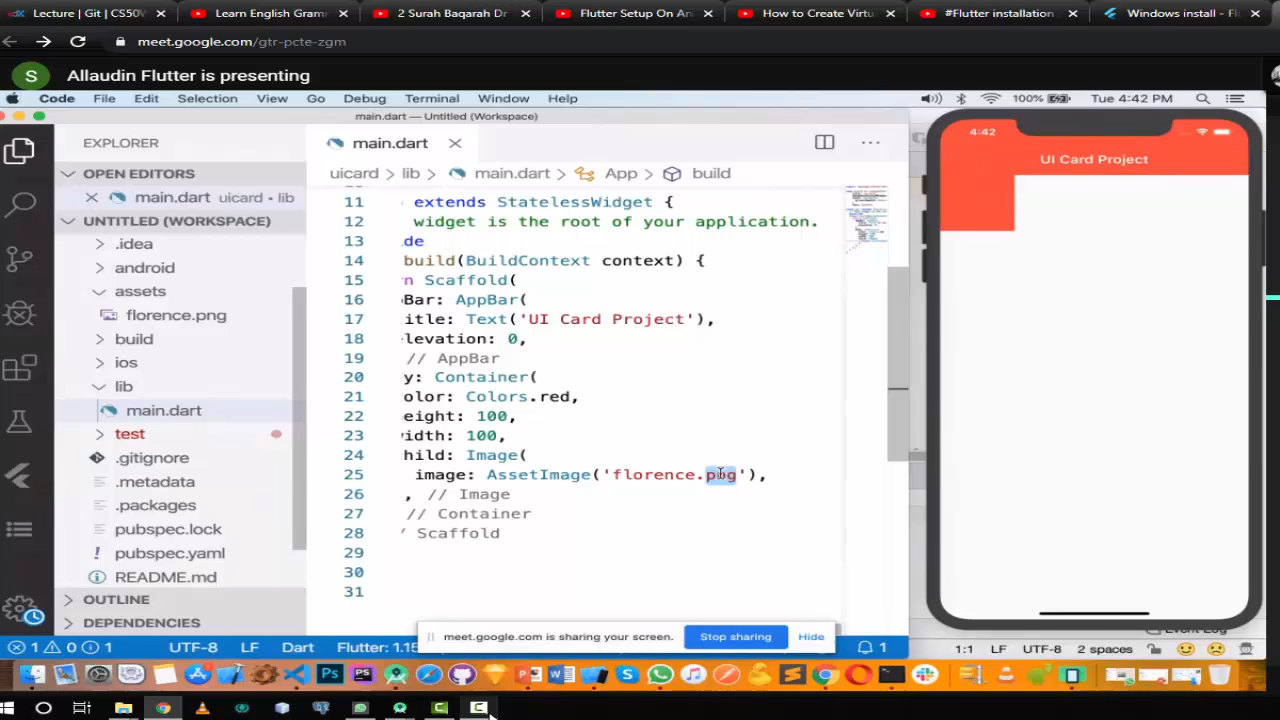 Lecture | Git | CS50W
Learn English Gram
2 Surah Baqarah Dr
Flutter Setup On An
How to Create Virtu
#Flutter installation
Windows install - Fl
meet.google.com/gtr-pcte-zgm
S
Allaudin Flutter is presenting
Code File Edit Selection View Go Debug Terminal Window Help
100%
Tue 4:42 PM
main.dart — Untitled (Workspace)
EXPLORER
OPEN EDITORS
main.dart uicard • lib
UNTITLED (WORKSPACE)
.idea
android
assets
florence.png
build
ios
lib
main.dart
test
.gitignore
.metadata
.packages
pubspec.lock
pubspec.yaml
README.md
OUTLINE
DEPENDENCIES
main.dart
uicard > lib > main.dart > App > build
11 extends StatelessWidget {
12 widget is the root of your application.
13 de
14 build(BuildContext context) {
15 n Scaffold(
16 Bar: AppBar(
17 itle: Text('UI Card Project'),
18 levation: 0,
19 // AppBar
20 y: Container(
21 olor: Colors.red,
22 eight: 100,
23 idth: 100,
24 hild: Image(
25 image: AssetImage('florence.png'),
26 , // Image
27 // Container
28 / Scaffold
29
30
31
4:42
UI Card Project
meet.google.com is sharing your screen.
Stop sharing
Hide
1 0 1 UTF-8 LF Dart Flutter: 1.15
1
Event Log
1:1 LF UTF-8 2 spaces
Ps
PS
W
S